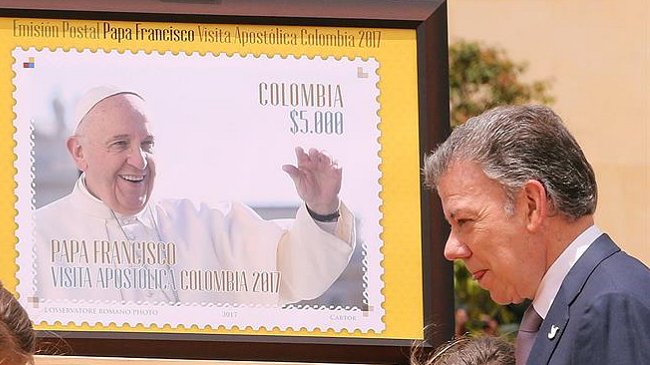 Emisión Postal Papa Francisco Visita Apostólica Colombia 2017
COLOMBIA
$5.000
PAPA FRANCISCO
VISITA APOSTÓLICA COLOMBIA 2017
L'OSSERVATORE ROMANO PHOTO 2017 CARTOR